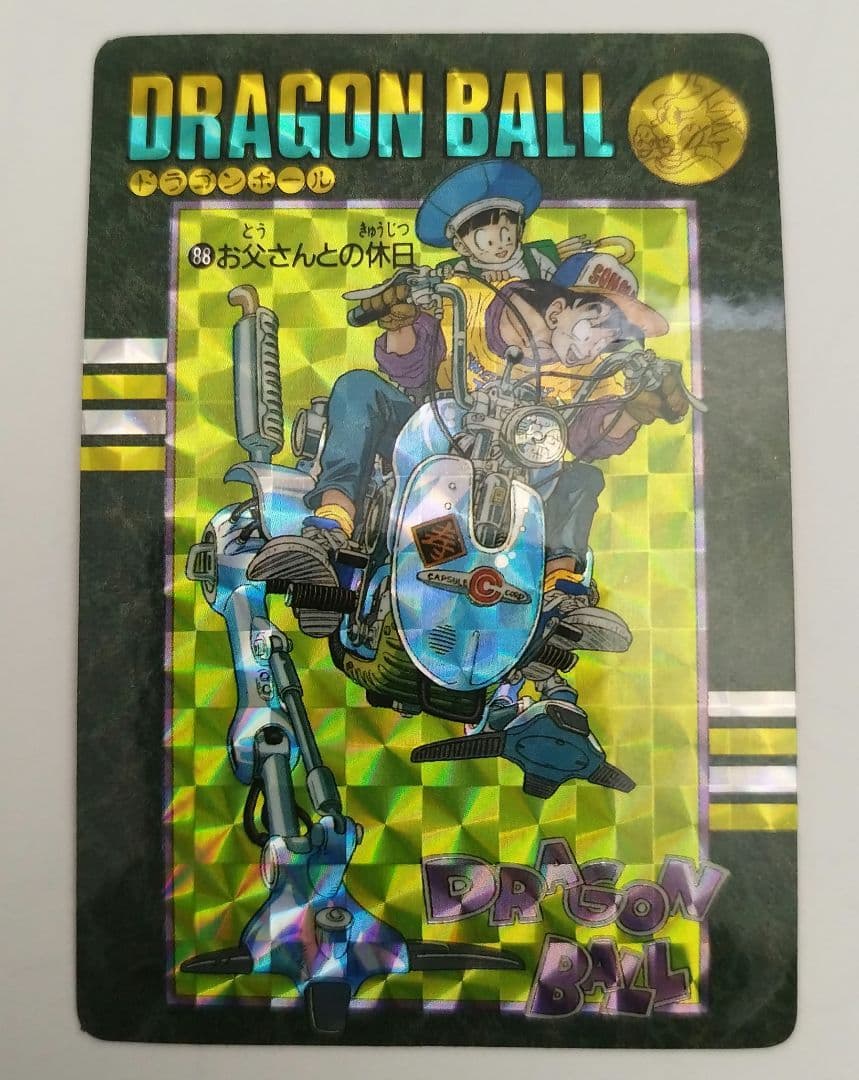 DRAGON BALL
ドラゴンボール
とう きゅうじつ
88 お父さんとの休日
CAPSULE C CORP
DRAGON
BALL